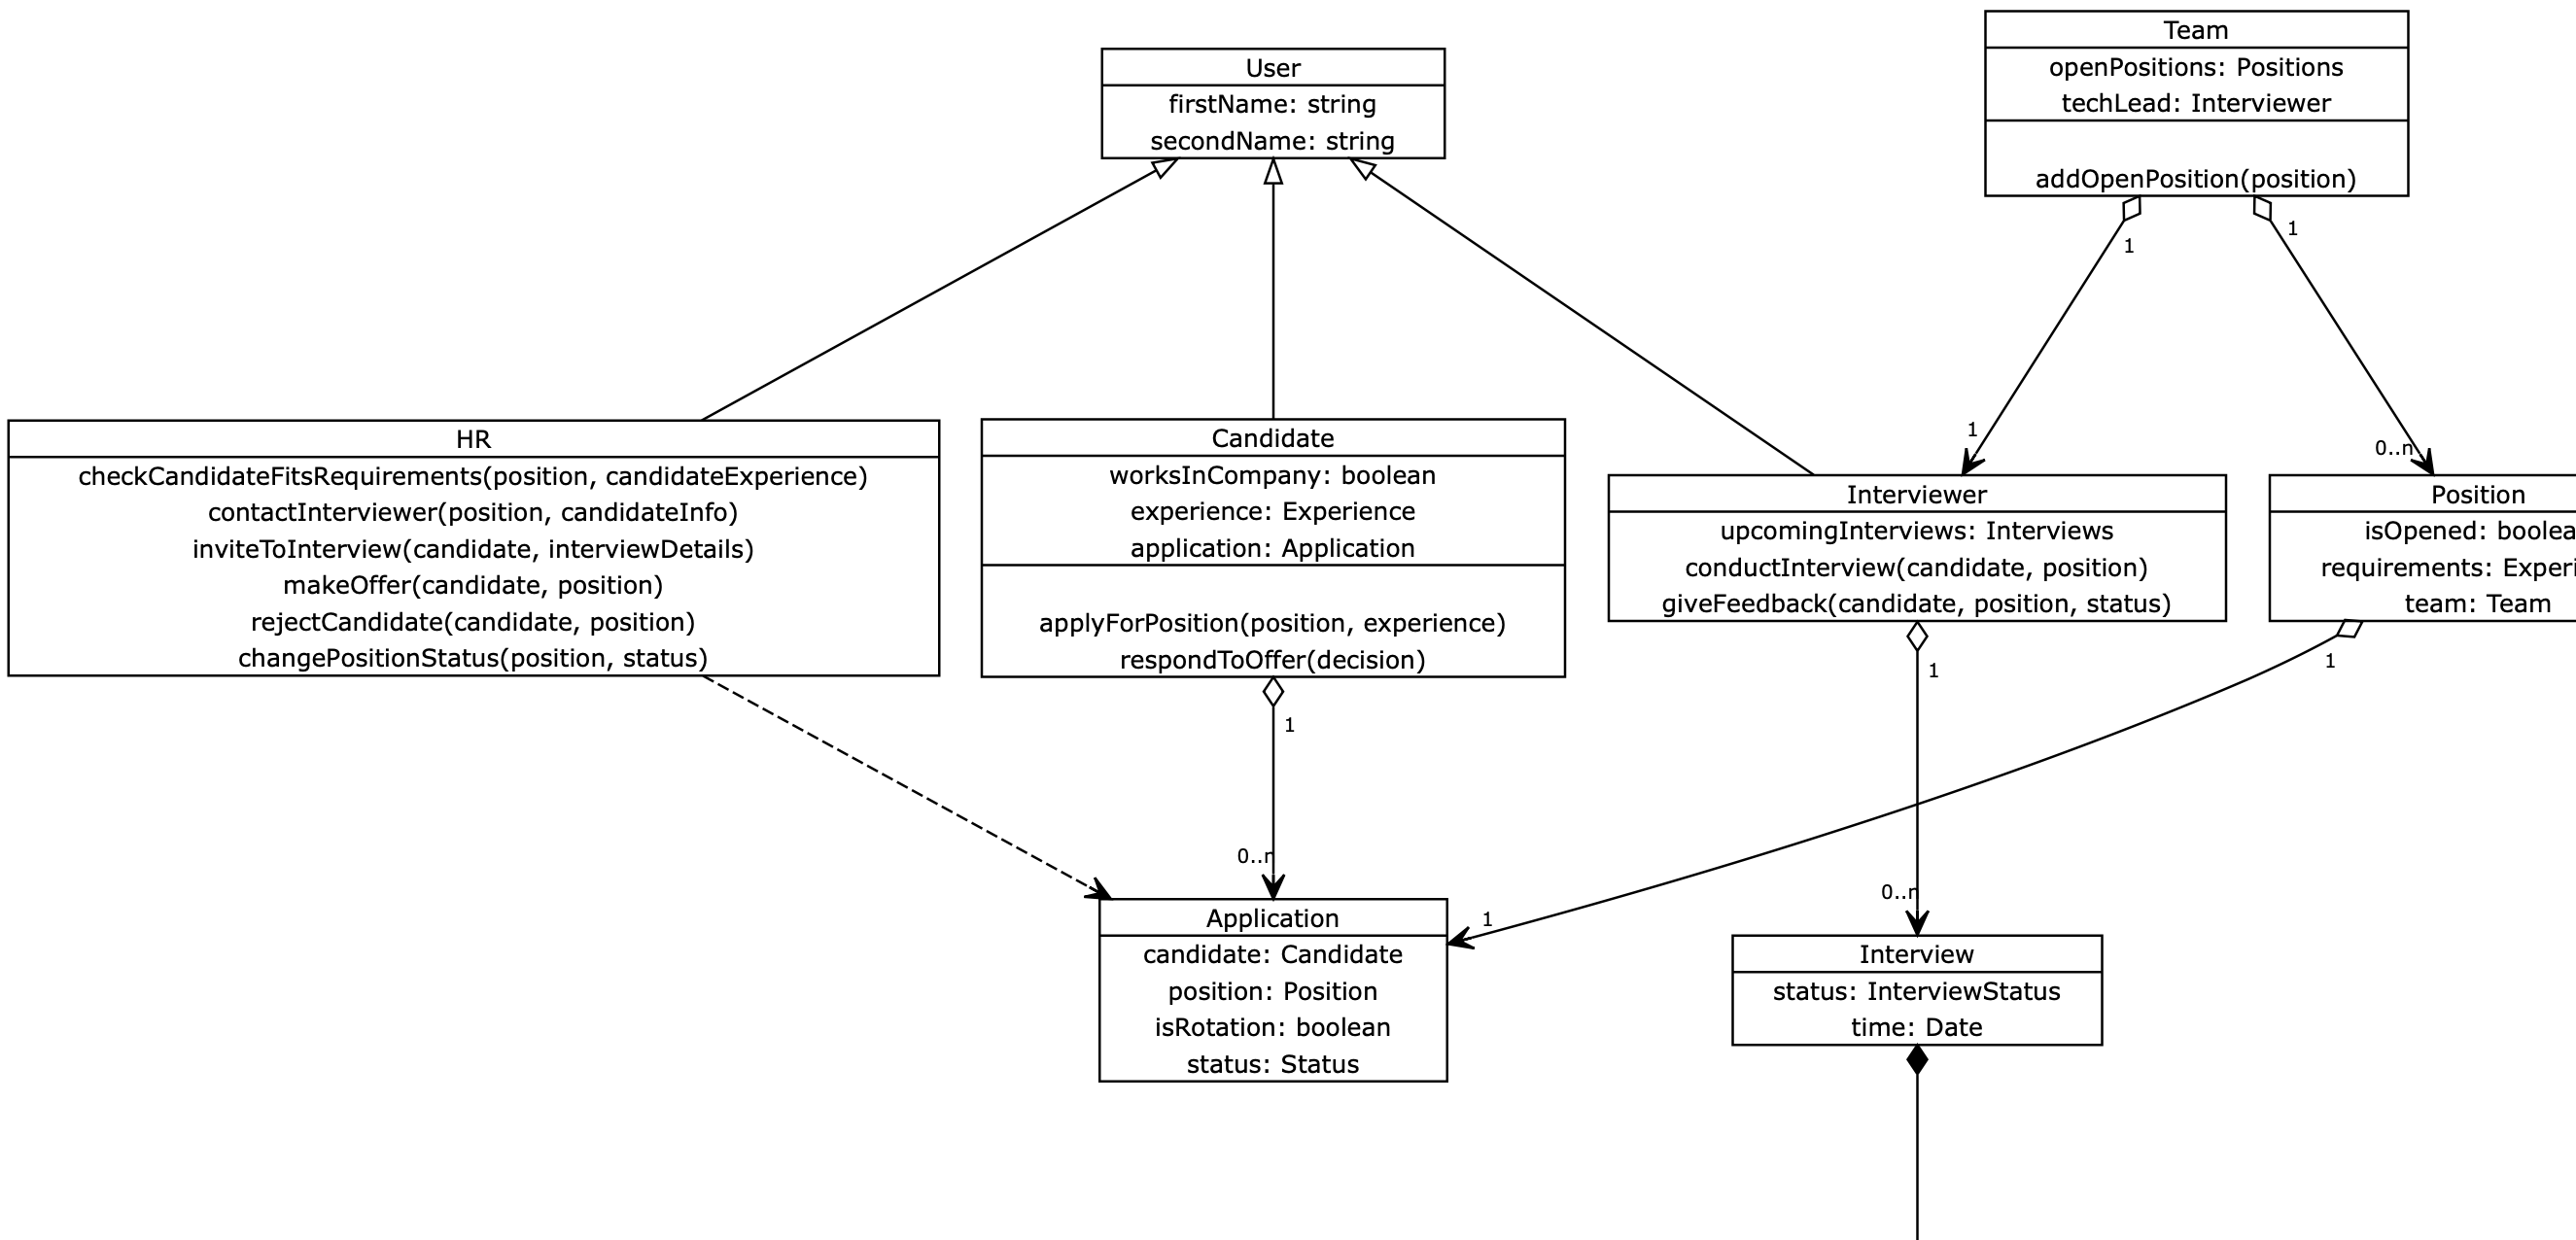 User
firstName: string
secondName: string
Team
openPositions: Positions
techLead: Interviewer
addOpenPosition(position)
1
1
1
0..n
HR
checkCandidateFitsRequirements(position, candidateExperience)
contactInterviewer(position, candidateInfo)
inviteToInterview(candidate, interviewDetails)
makeOffer(candidate, position)
rejectCandidate(candidate, position)
changePositionStatus(position, status)
Candidate
worksInCompany: boolean
experience: Experience
application: Application
applyForPosition(position, experience)
respondToOffer(decision)
Interviewer
upcomingInterviews: Interviews
conductInterview(candidate, position)
giveFeedback(candidate, position, status)
Position
isOpened: boolea
requirements: Experi
team: Team
1
1
1
0..n
0..n
1
Application
candidate: Candidate
position: Position
isRotation: boolean
status: Status
Interview
status: InterviewStatus
time: Date